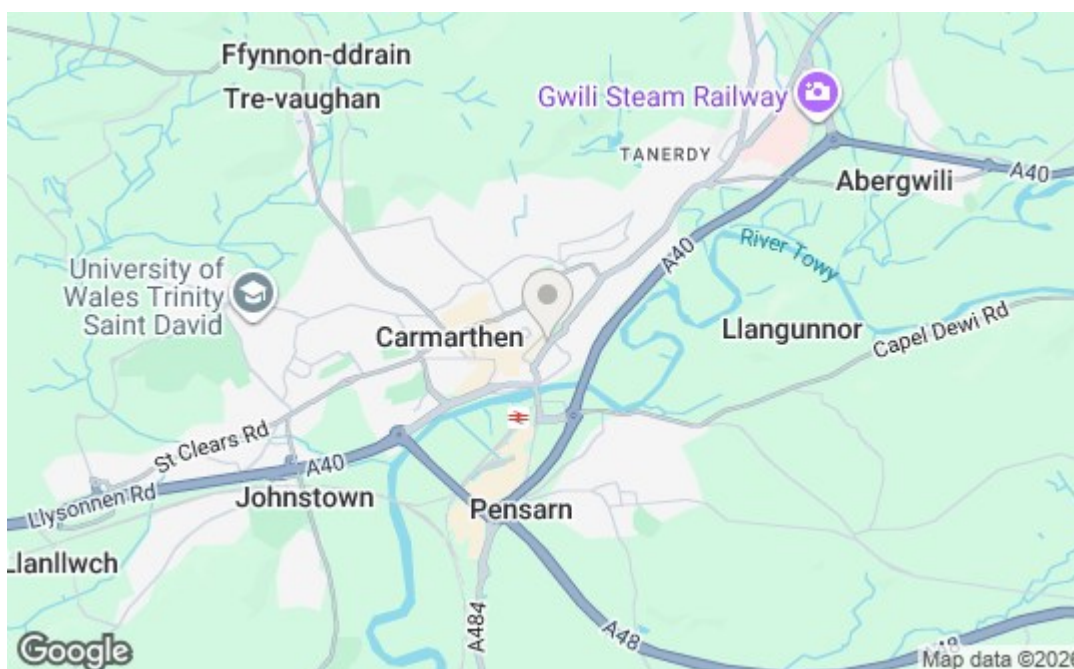 Ffynnon-ddrain
Tre-vaughan
Gwili Steam Railway
TANERDY
Abergwili
A40
River Towy
A40
University of
Wales Trinity
Saint David
Carmarthen
Llangunnor
Capel Dewi Rd
St Clears Rd
A40
Llysonnen Rd
Johnstown
Pensarn
Llanllwch
A484
A48
A48
Google
Map data ©2026